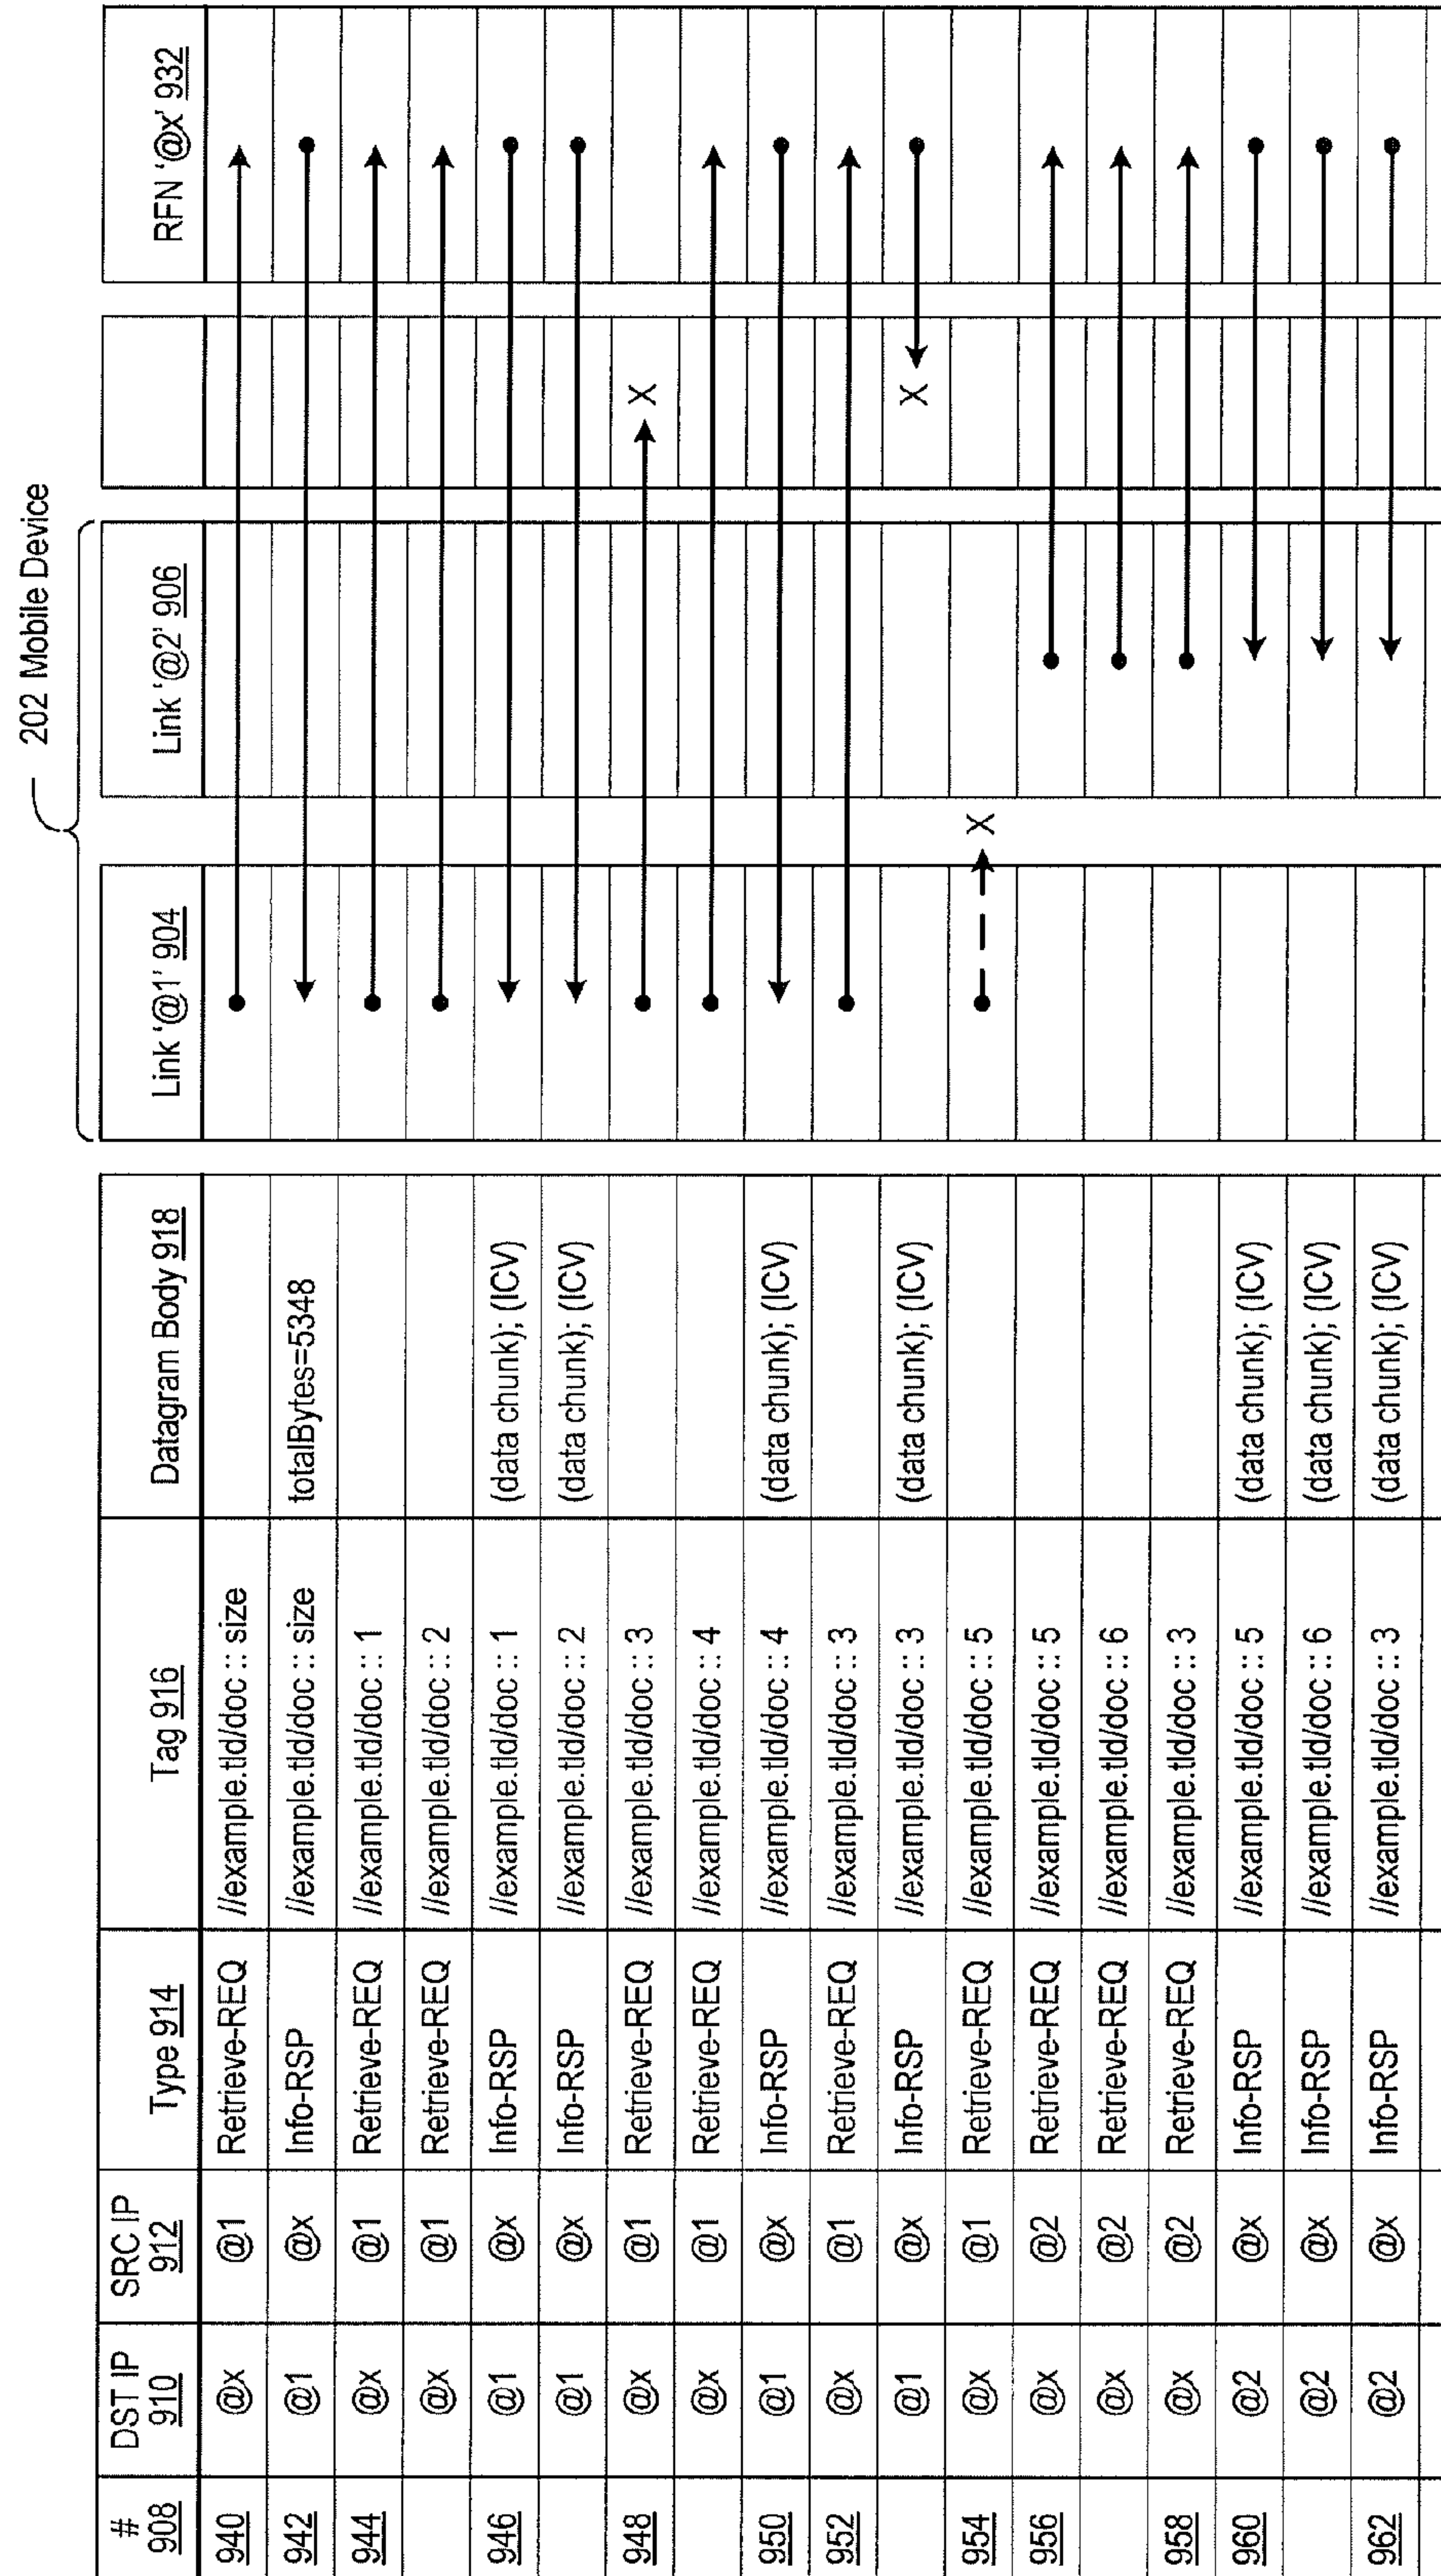 202 Mobile Device
# 908 DST IP 910 SRC IP 912 Type 914 Tag 916 Datagram Body 918 Link '@1' 904 Link '@2' 906 RFN '@x' 932
940 @x @1 Retrieve-REQ //example.tld/doc :: size
942 @1 @x Info-RSP //example.tld/doc :: size totalBytes=5348
944 @x @1 Retrieve-REQ //example.tld/doc :: 1
@x @1 Retrieve-REQ //example.tld/doc :: 2
946 @1 @x Info-RSP //example.tld/doc :: 1 (data chunk); (ICV)
@1 @x Info-RSP //example.tld/doc :: 2 (data chunk); (ICV)
948 @x @1 Retrieve-REQ //example.tld/doc :: 3 X
@x @1 Retrieve-REQ //example.tld/doc :: 4
950 @1 @x Info-RSP //example.tld/doc :: 4 (data chunk); (ICV)
952 @x @1 Retrieve-REQ //example.tld/doc :: 3
@1 @x Info-RSP //example.tld/doc :: 3 (data chunk); (ICV) X
954 @x @1 Retrieve-REQ //example.tld/doc :: 5 X
956 @x @2 Retrieve-REQ //example.tld/doc :: 5
@x @2 Retrieve-REQ //example.tld/doc :: 6
958 @x @2 Retrieve-REQ //example.tld/doc :: 3
960 @2 @x Info-RSP //example.tld/doc :: 5 (data chunk); (ICV)
@2 @x Info-RSP //example.tld/doc :: 6 (data chunk); (ICV)
962 @2 @x Info-RSP //example.tld/doc :: 3 (data chunk); (ICV)